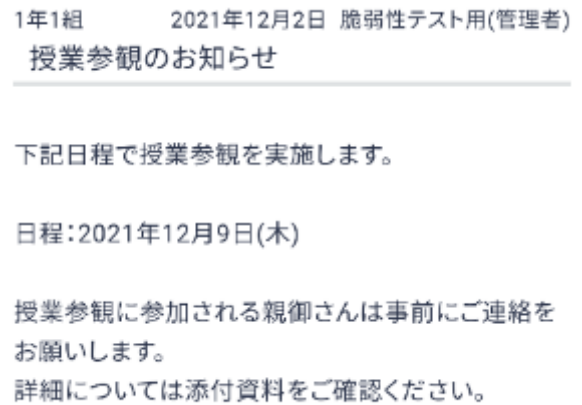 1年1組 2021年12月2日 脆弱性テスト用(管理者)
授業参観のお知らせ
下記日程で授業参観を実施します。
日程：2021年12月9日(木)
授業参観に参加される親御さんは事前にご連絡を
お願いします。
詳細については添付資料をご確認ください。